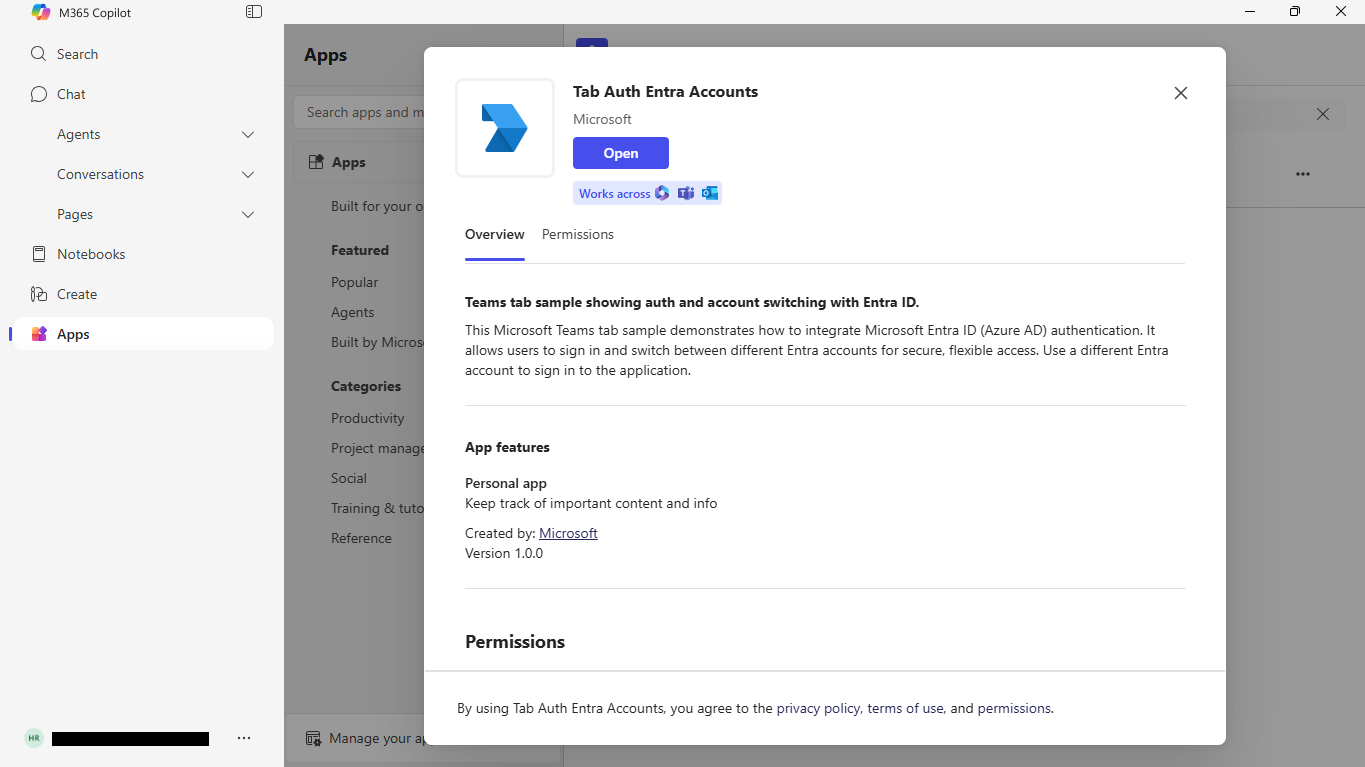 M365 Copilot
Search
Chat
Agents
Conversations
Pages
Notebooks
Create
Apps
HR
Apps
Search apps and m
Apps
Built for your o
Featured
Popular
Agents
Built by Micros
Categories
Productivity
Project manage
Social
Training & tuto
Reference
Manage your ap
Tab Auth Entra Accounts
Microsoft
Open
Works across
Overview Permissions
Teams tab sample showing auth and account switching with Entra ID.
This Microsoft Teams tab sample demonstrates how to integrate Microsoft Entra ID (Azure AD) authentication. It
allows users to sign in and switch between different Entra accounts for secure, flexible access. Use a different Entra
account to sign in to the application.
App features
Personal app
Keep track of important content and info
Created by: Microsoft
Version 1.0.0
Permissions
By using Tab Auth Entra Accounts, you agree to the privacy policy, terms of use, and permissions.